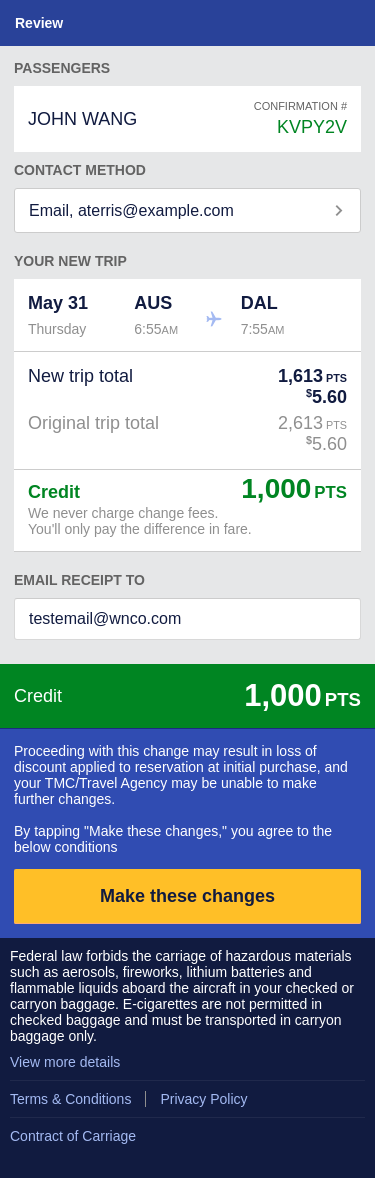 Review
PASSENGERS
JOHN WANG
CONFIRMATION #
KVPY2V
CONTACT METHOD
Email, aterris@example.com
YOUR NEW TRIP
May 31 AUS DAL
Thursday 6:55AM 7:55AM
New trip total 1,613 PTS
$5.60
Original trip total 2,613 PTS
$5.60
Credit 1,000 PTS
We never charge change fees.
You'll only pay the difference in fare.
EMAIL RECEIPT TO
testemail@wnco.com
Credit 1,000 PTS
Proceeding with this change may result in loss of
discount applied to reservation at initial purchase, and
your TMC/Travel Agency may be unable to make
further changes.
By tapping "Make these changes," you agree to the
below conditions
Make these changes
Federal law forbids the carriage of hazardous materials
such as aerosols, fireworks, lithium batteries and
flammable liquids aboard the aircraft in your checked or
carryon baggage. E-cigarettes are not permitted in
checked baggage and must be transported in carryon
baggage only.
View more details
Terms & Conditions Privacy Policy
Contract of Carriage